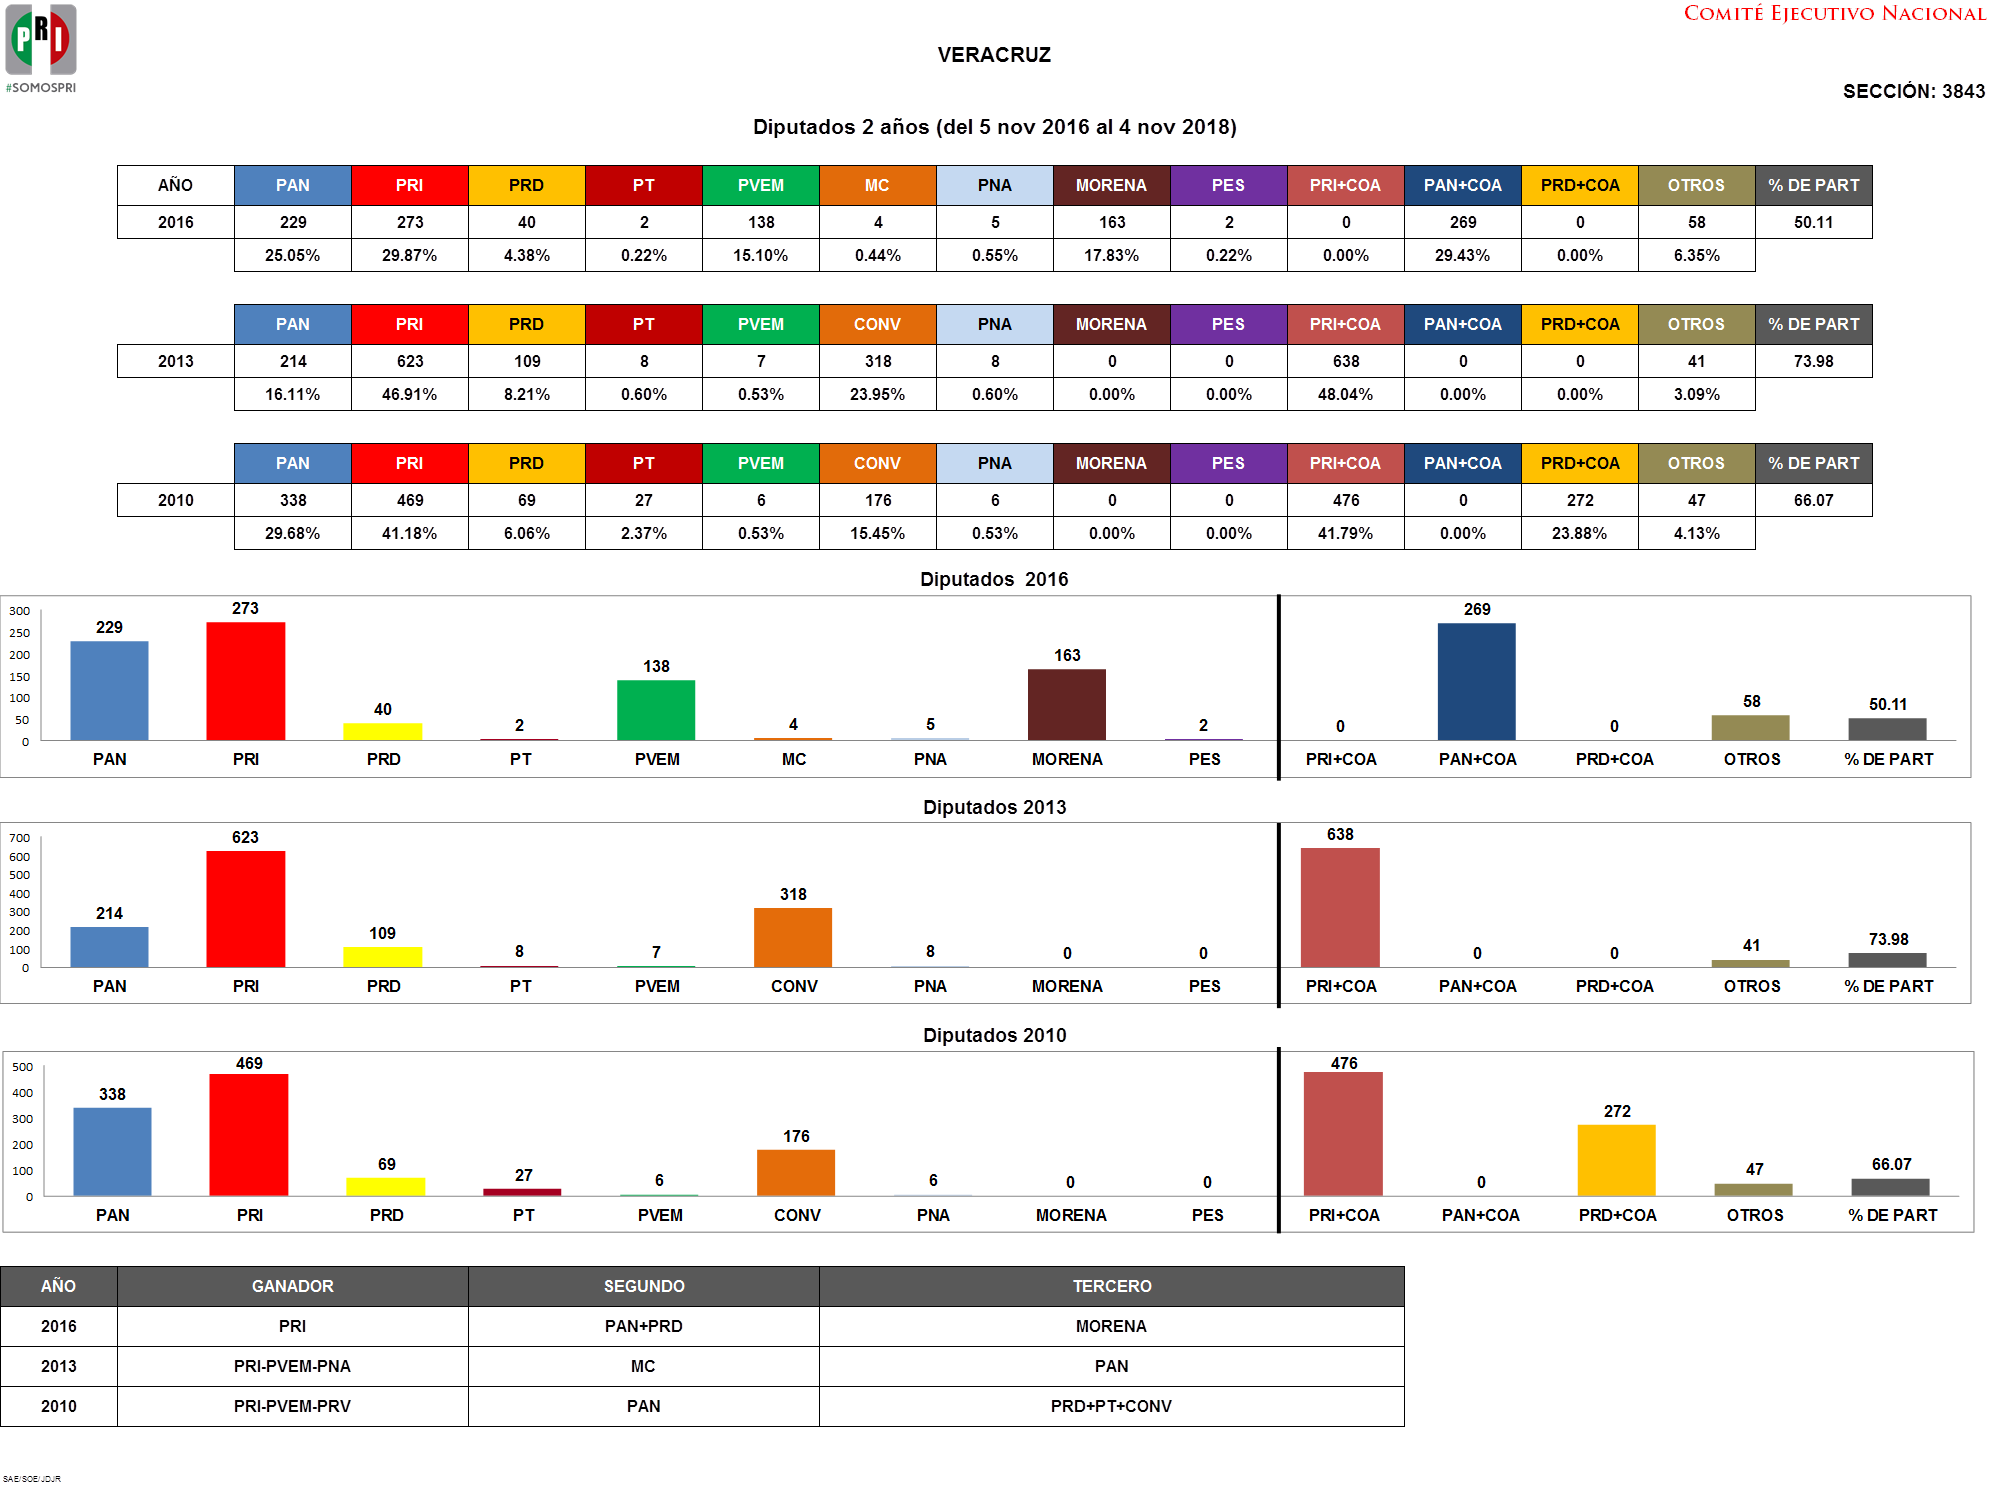 PRI
#SOMOSPRI
COMITÉ EJECUTIVO NACIONAL
VERACRUZ
SECCIÓN: 3843
Diputados 2 años (del 5 nov 2016 al 4 nov 2018)
AÑO PAN PRI PRD PT PVEM MC PNA MORENA PES PRI+COA PAN+COA PRD+COA OTROS % DE PART
2016 229 273 40 2 138 4 5 163 2 0 269 0 58 50.11
25.05% 29.87% 4.38% 0.22% 15.10% 0.44% 0.55% 17.83% 0.22% 0.00% 29.43% 0.00% 6.35%
PAN PRI PRD PT PVEM CONV PNA MORENA PES PRI+COA PAN+COA PRD+COA OTROS % DE PART
2013 214 623 109 8 7 318 8 0 0 638 0 0 41 73.98
16.11% 46.91% 8.21% 0.60% 0.53% 23.95% 0.60% 0.00% 0.00% 48.04% 0.00% 0.00% 3.09%
PAN PRI PRD PT PVEM CONV PNA MORENA PES PRI+COA PAN+COA PRD+COA OTROS % DE PART
2010 338 469 69 27 6 176 6 0 0 476 0 272 47 66.07
29.68% 41.18% 6.06% 2.37% 0.53% 15.45% 0.53% 0.00% 0.00% 41.79% 0.00% 23.88% 4.13%
Diputados 2016
300
250
200
150
100
50
0
229 273 40 2 138 4 5 163 2 0 269 0 58 50.11
PAN PRI PRD PT PVEM MC PNA MORENA PES PRI+COA PAN+COA PRD+COA OTROS % DE PART
Diputados 2013
700
600
500
400
300
200
100
0
214 623 109 8 7 318 8 0 0 638 0 0 41 73.98
PAN PRI PRD PT PVEM CONV PNA MORENA PES PRI+COA PAN+COA PRD+COA OTROS % DE PART
Diputados 2010
500
400
300
200
100
0
338 469 69 27 6 176 6 0 0 476 0 272 47 66.07
PAN PRI PRD PT PVEM CONV PNA MORENA PES PRI+COA PAN+COA PRD+COA OTROS % DE PART
AÑO GANADOR SEGUNDO TERCERO
2016 PRI PAN+PRD MORENA
2013 PRI-PVEM-PNA MC PAN
2010 PRI-PVEM-PRV PAN PRD+PT+CONV
SAE/SOE/JDJR